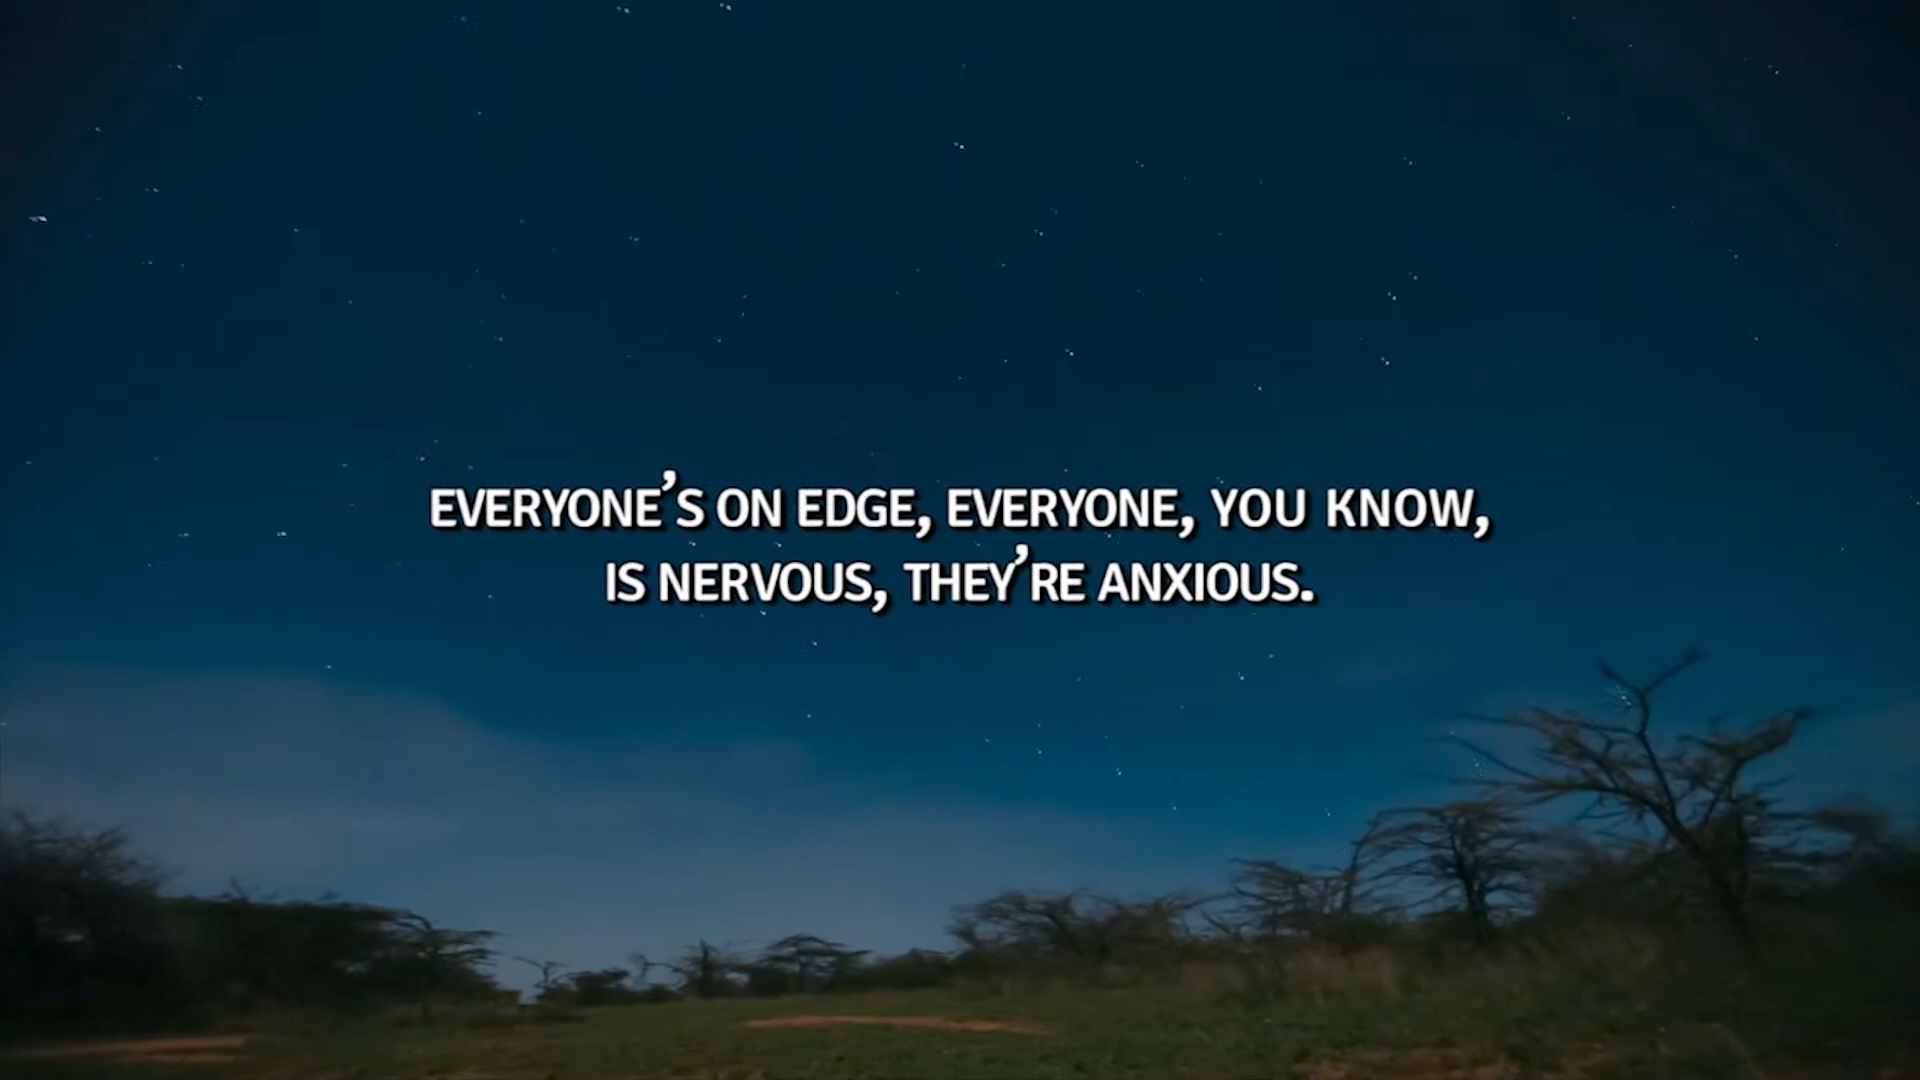 EVERYONE'S ON EDGE, EVERYONE, YOU KNOW,
IS NERVOUS, THEY'RE ANXIOUS.